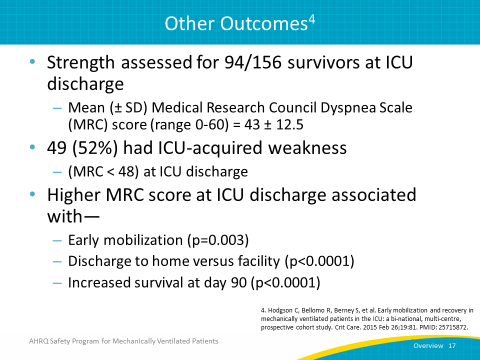 Other Outcomes4
• Strength assessed for 94/156 survivors at ICU
discharge
– Mean (± SD) Medical Research Council Dyspnea Scale
(MRC) score (range 0-60) = 43 ± 12.5
• 49 (52%) had ICU-acquired weakness
– (MRC < 48) at ICU discharge
• Higher MRC score at ICU discharge associated
with—
– Early mobilization (p=0.003)
– Discharge to home versus facility (p<0.0001)
– Increased survival at day 90 (p<0.0001)
4. Hodgson C, Bellomo R, Berney S, et al. Early mobilization and recovery in
mechanically ventilated patients in the ICU: a bi-national, multi-centre,
prospective cohort study. Crit Care. 2015 Feb 26;19:81. PMID: 25715872.
AHRQ Safety Program for Mechanically Ventilated Patients
Overview 17